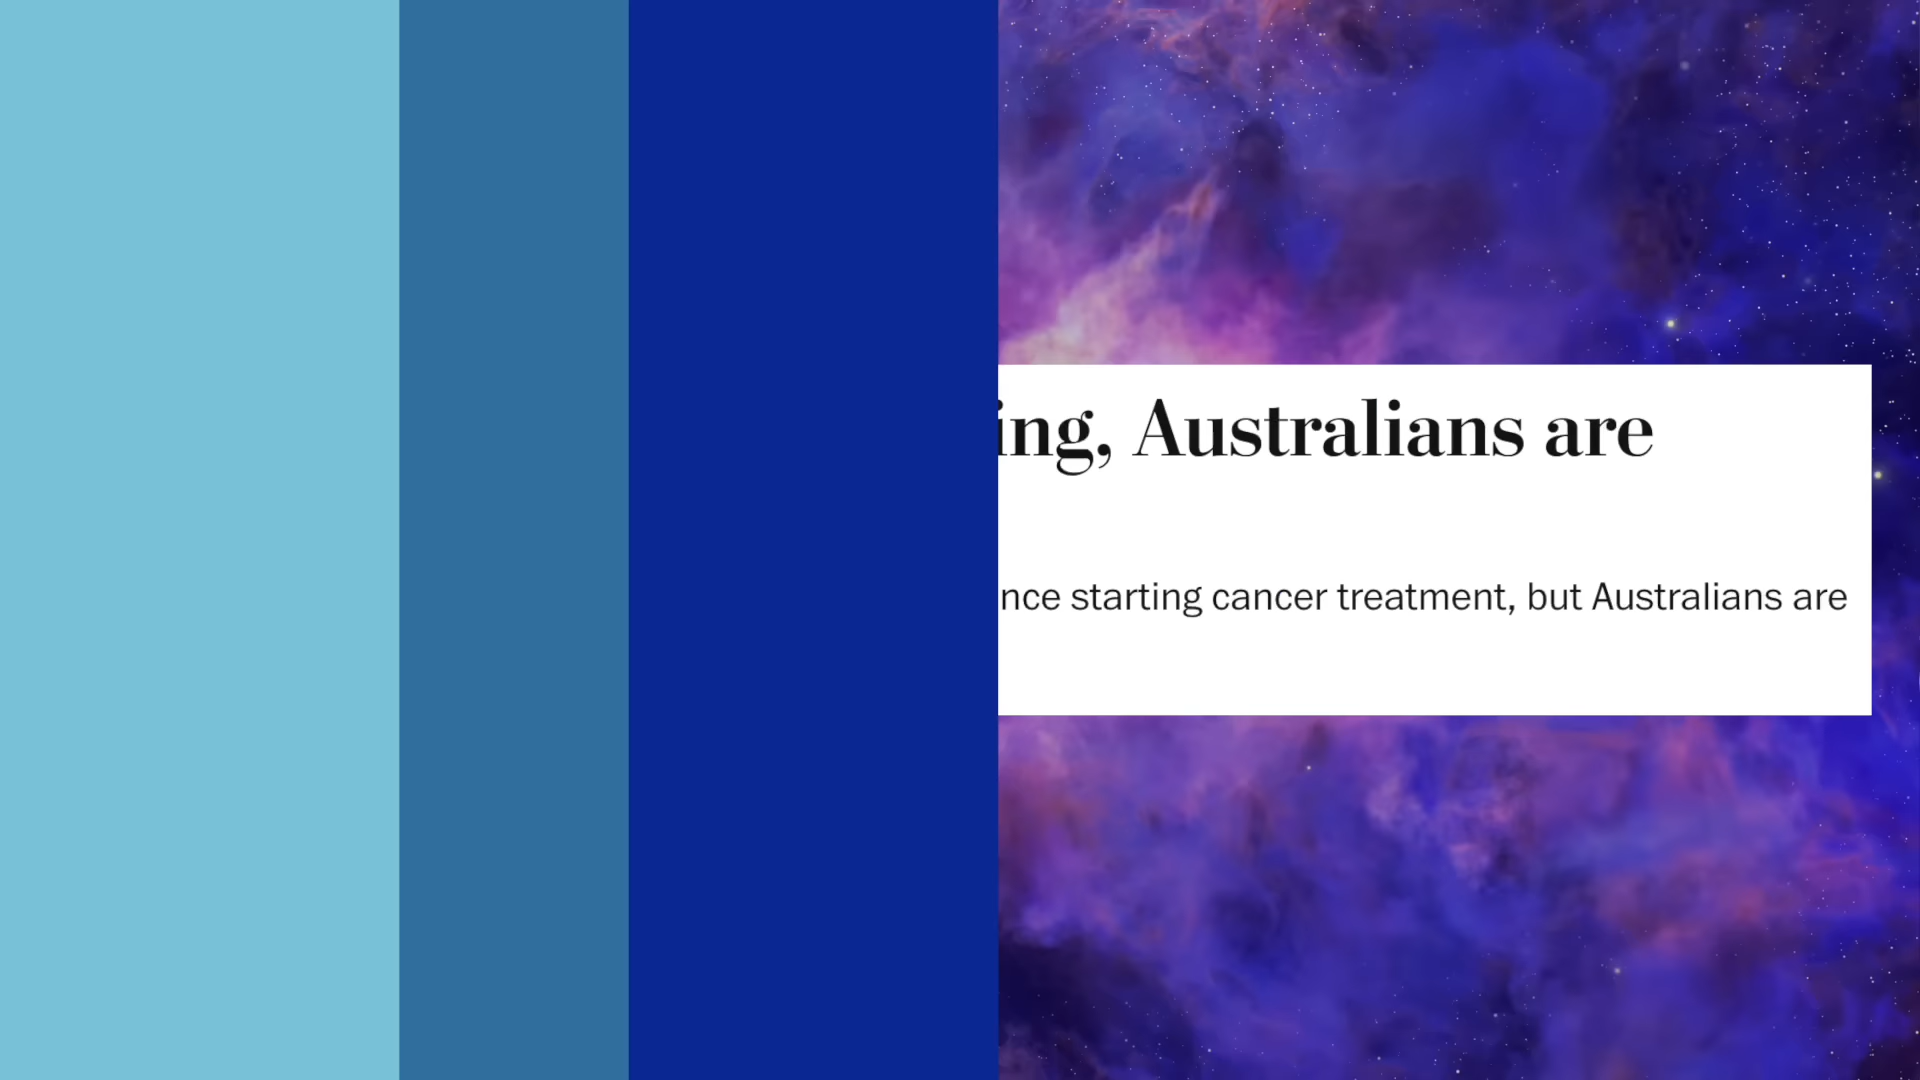 ing, Australians are
nce starting cancer treatment, but Australians are